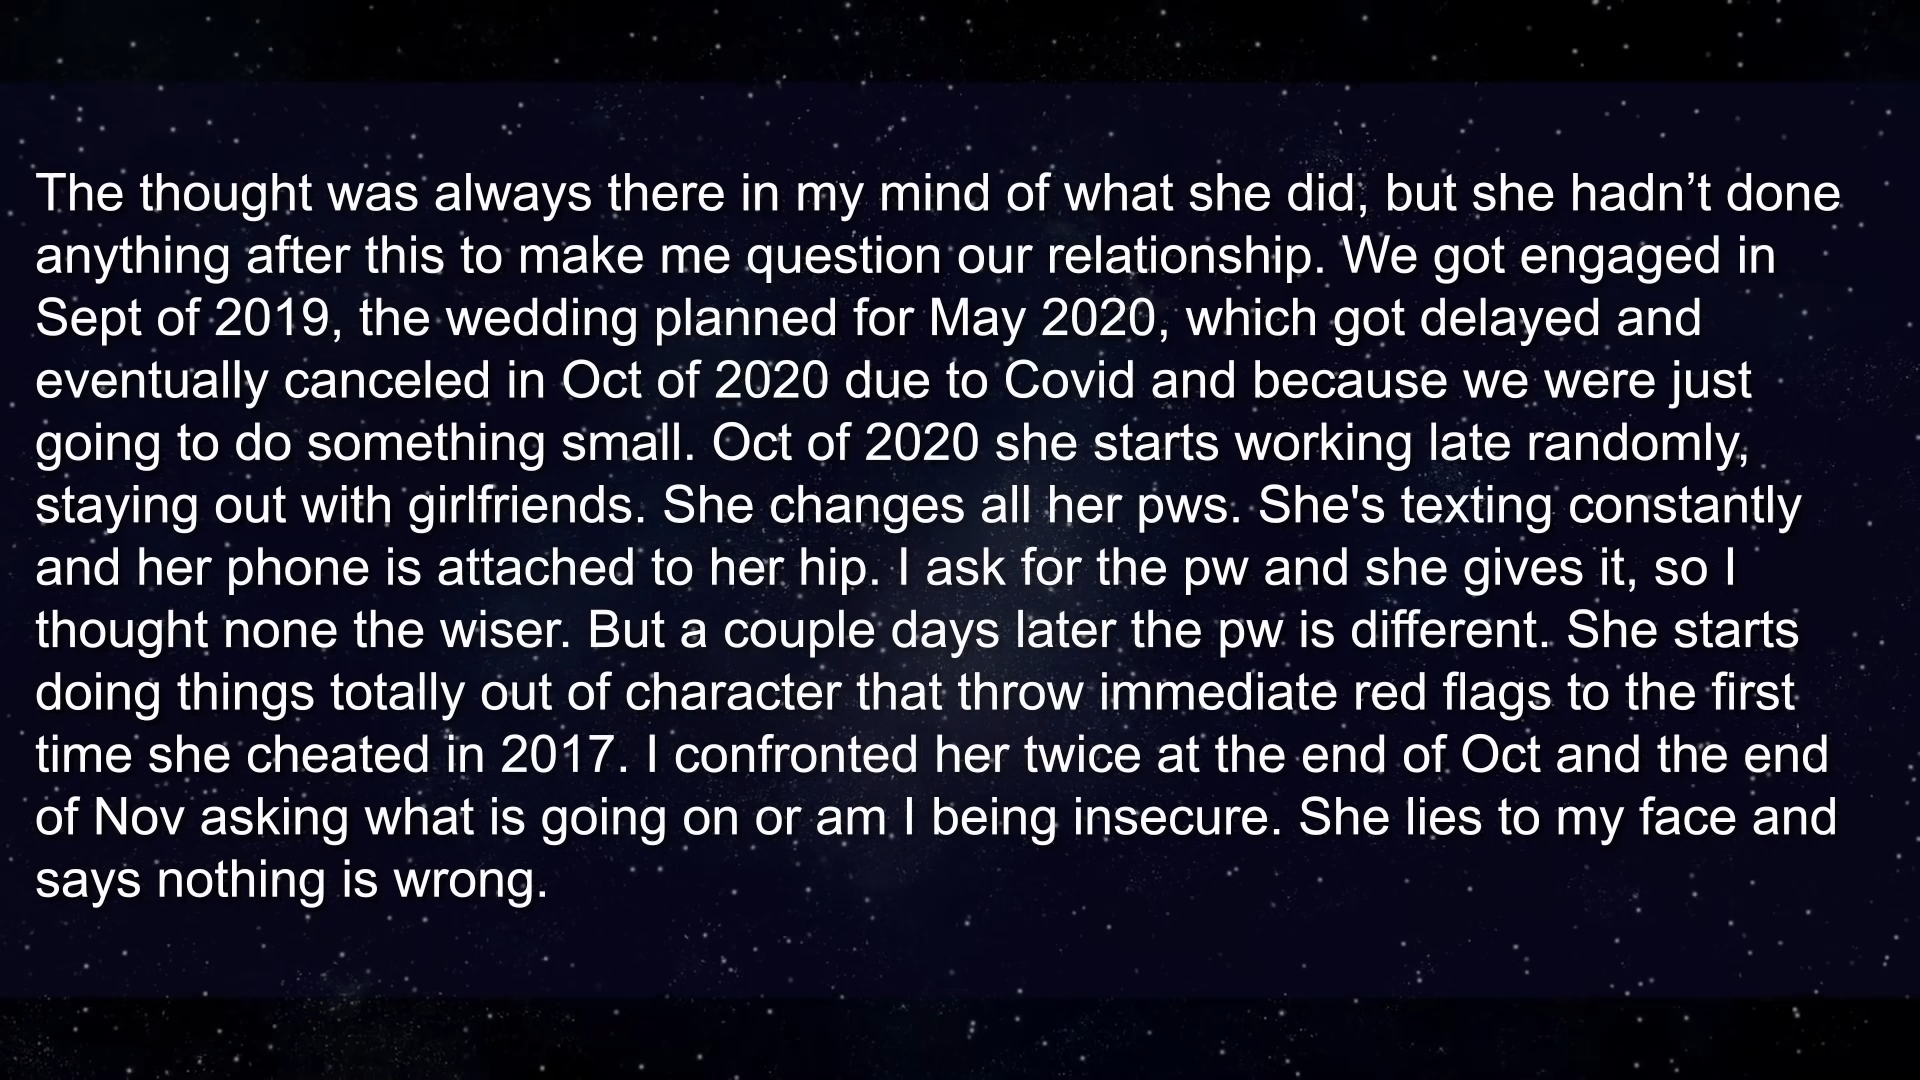 The thought was always there in my mind of what she did, but she hadn’t done
anything after this to make me question our relationship. We got engaged in
Sept of 2019, the wedding planned for May 2020, which got delayed and
eventually canceled in Oct of 2020 due to Covid and because we were just
going to do something small. Oct of 2020 she starts working late randomly,
staying out with girlfriends. She changes all her pws. She's texting constantly
and her phone is attached to her hip. I ask for the pw and she gives it, so I
thought none the wiser. But a couple days later the pw is different. She starts
doing things totally out of character that throw immediate red flags to the first
time she cheated in 2017. I confronted her twice at the end of Oct and the end
of Nov asking what is going on or am I being insecure. She lies to my face and
says nothing is wrong.